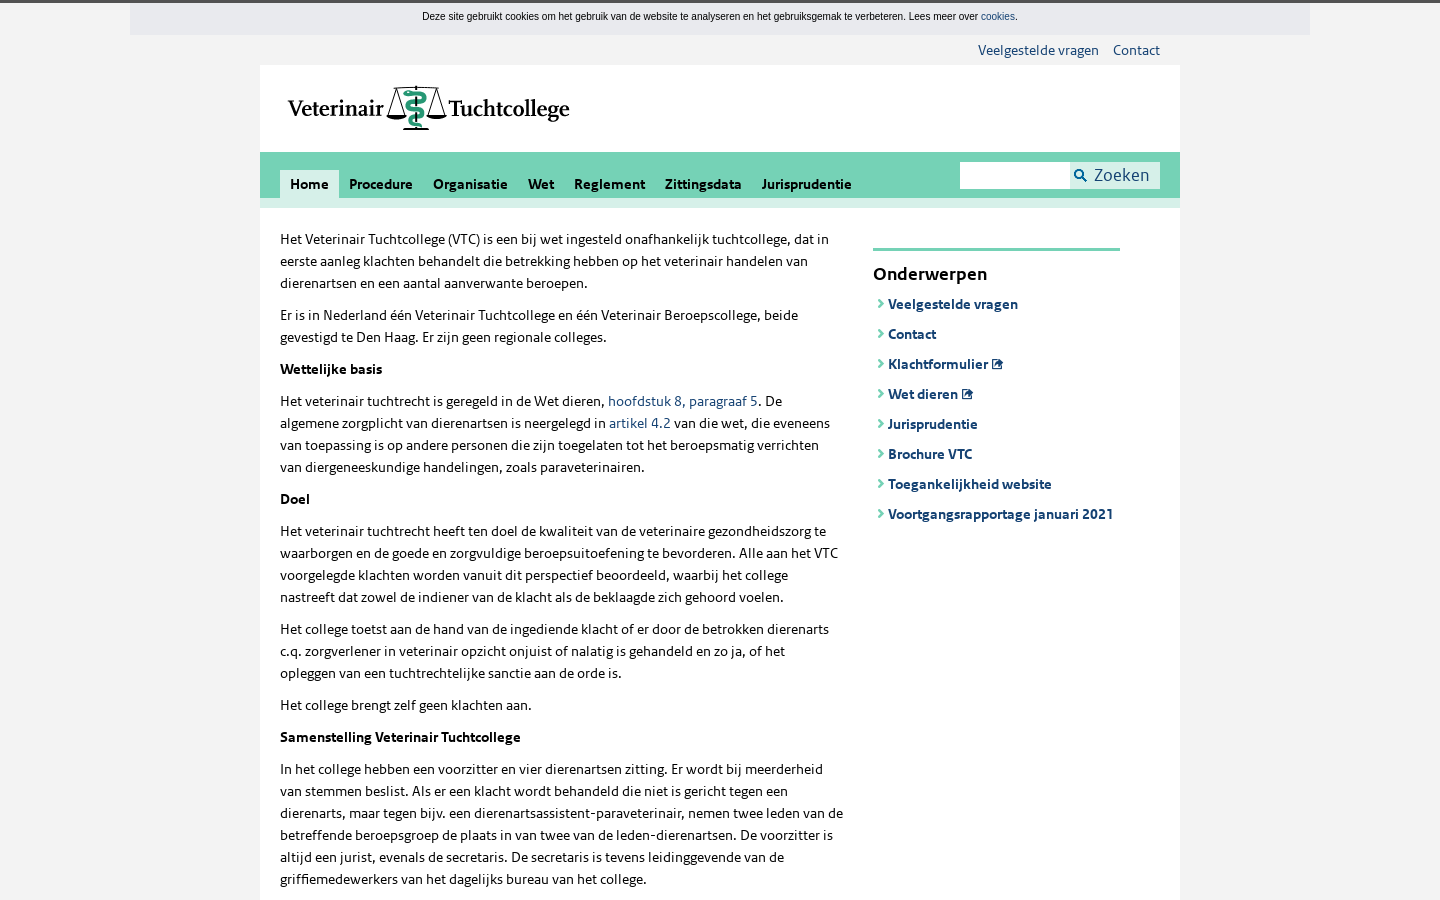 Deze site gebruikt cookies om het gebruik van de website te analyseren en het gebruiksgemak te verbeteren. Lees meer over cookies.
Veelgestelde vragen Contact
Veterinair Tuchtcollege
Home Procedure Organisatie Wet Reglement Zittingsdata Jurisprudentie Zoeken
Het Veterinair Tuchtcollege (VTC) is een bij wet ingesteld onafhankelijk tuchtcollege, dat in
eerste aanleg klachten behandelt die betrekking hebben op het veterinair handelen van
dierenartsen en een aantal aanverwante beroepen.
Er is in Nederland één Veterinair Tuchtcollege en één Veterinair Beroepscollege, beide
gevestigd te Den Haag. Er zijn geen regionale colleges.
Wettelijke basis
Het veterinair tuchtrecht is geregeld in de Wet dieren, hoofdstuk 8, paragraaf 5. De
algemene zorgplicht van dierenartsen is neergelegd in artikel 4.2 van die wet, die eveneens
van toepassing is op andere personen die zijn toegelaten tot het beroepsmatig verrichten
van diergeneeskundige handelingen, zoals paraveterinairen.
Doel
Het veterinair tuchtrecht heeft ten doel de kwaliteit van de veterinaire gezondheidszorg te
waarborgen en de goede en zorgvuldige beroepsuitoefening te bevorderen. Alle aan het VTC
voorgelegde klachten worden vanuit dit perspectief beoordeeld, waarbij het college
nastreeft dat zowel de indiener van de klacht als de beklaagde zich gehoord voelen.
Het college toetst aan de hand van de ingediende klacht of er door de betrokken dierenarts
c.q. zorgverlener in veterinair opzicht onjuist of nalatig is gehandeld en zo ja, of het
opleggen van een tuchtrechtelijke sanctie aan de orde is.
Het college brengt zelf geen klachten aan.
Samenstelling Veterinair Tuchtcollege
In het college hebben een voorzitter en vier dierenartsen zitting. Er wordt bij meerderheid
van stemmen beslist. Als er een klacht wordt behandeld die niet is gericht tegen een
dierenarts, maar tegen bijv. een dierenartsassistent-paraveterinair, nemen twee leden van de
betreffende beroepsgroep de plaats in van twee van de leden-dierenartsen. De voorzitter is
altijd een jurist, evenals de secretaris. De secretaris is tevens leidinggevende van de
griffiemedewerkers van het dagelijks bureau van het college.
Onderwerpen
Veelgestelde vragen
Contact
Klachtformulier
Wet dieren
Jurisprudentie
Brochure VTC
Toegankelijkheid website
Voortgangsrapportage januari 2021